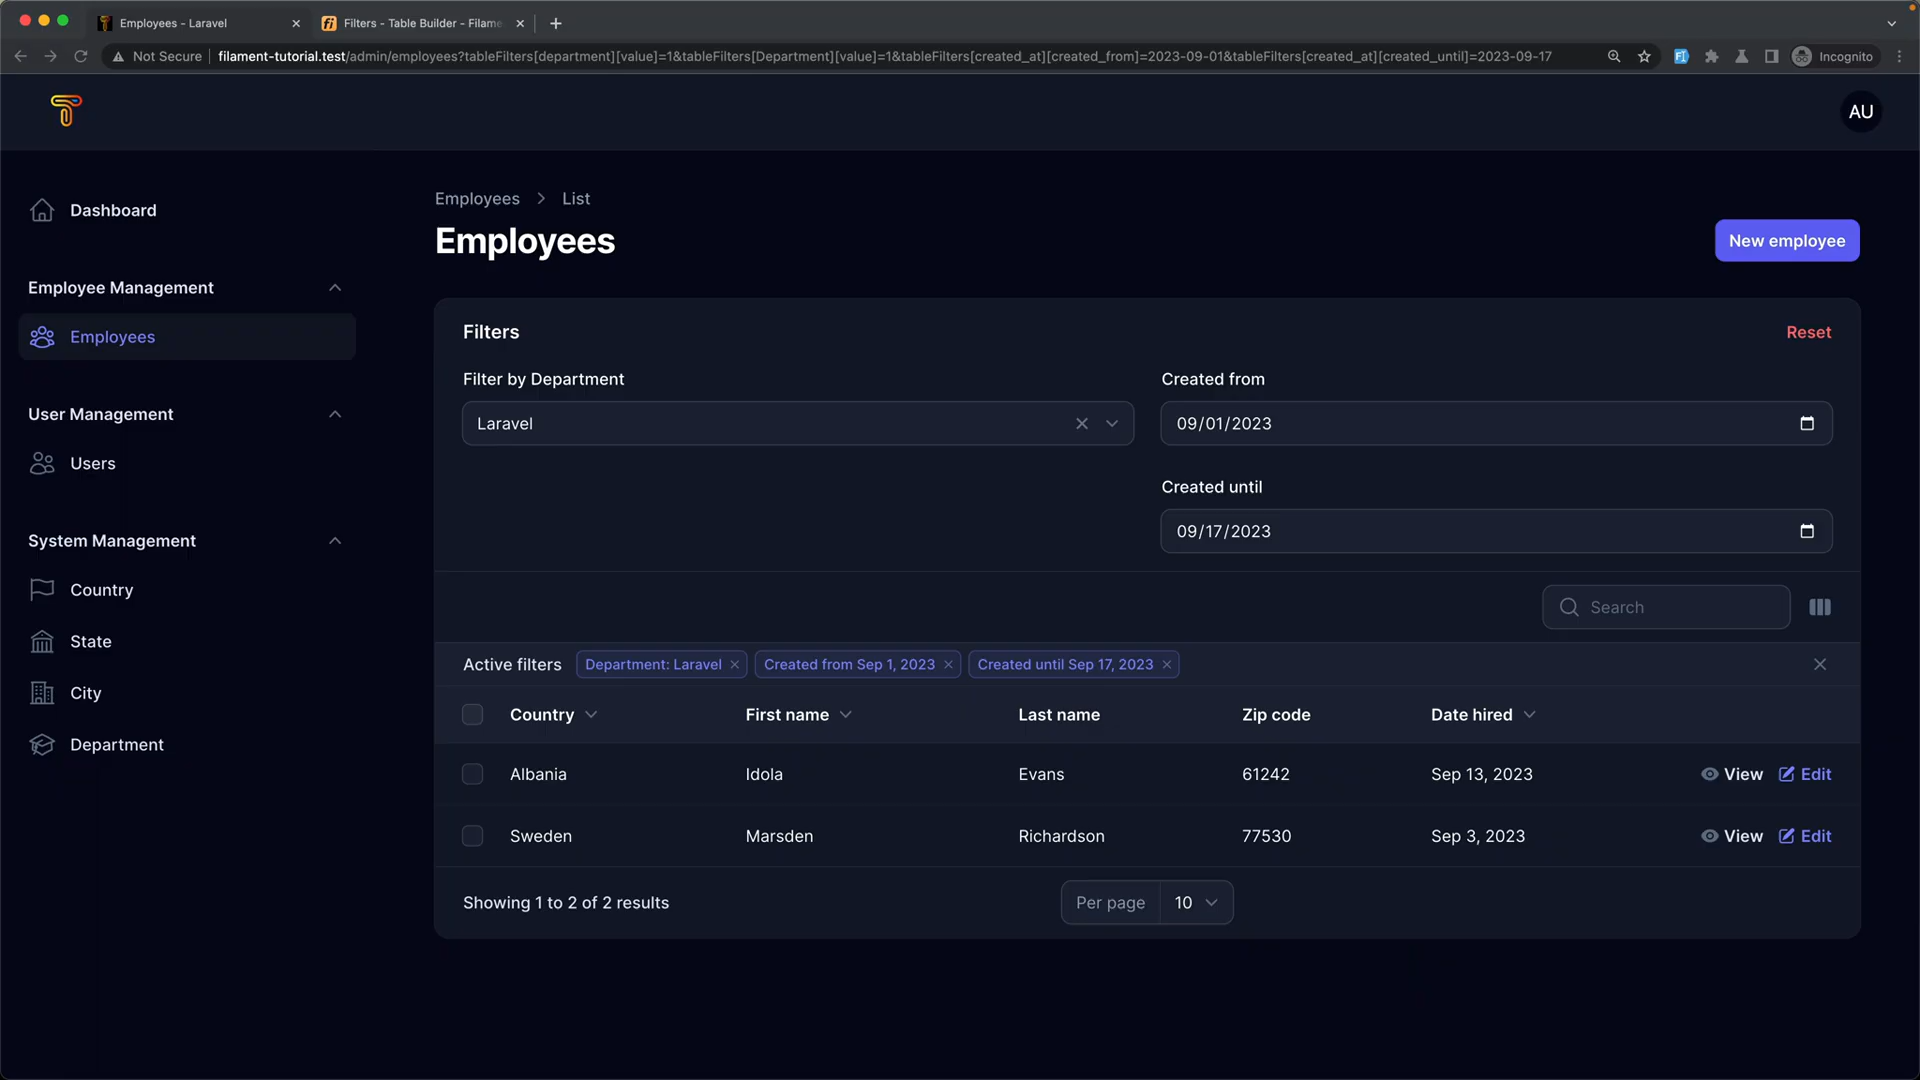 Employees - Laravel
Filters - Table Builder - Filame
Not Secure
filament-tutorial.test/admin/employees?tableFilters[department][value]=1&tableFilters[Department][value]=1&tableFilters[created_at][created_from]=2023-09-01&tableFilters[created_at][created_until]=2023-09-17
Incognito
AU
Dashboard
Employee Management
Employees
User Management
Users
System Management
Country
State
City
Department
Employees > List
Employees
New employee
Filters
Reset
Filter by Department
Laravel
Created from
09/01/2023
Created until
09/17/2023
Search
Active filters Department: Laravel Created from Sep 1, 2023 Created until Sep 17, 2023
Country First name Last name Zip code Date hired
Albania Idola Evans 61242 Sep 13, 2023 View Edit
Sweden Marsden Richardson 77530 Sep 3, 2023 View Edit
Showing 1 to 2 of 2 results
Per page 10